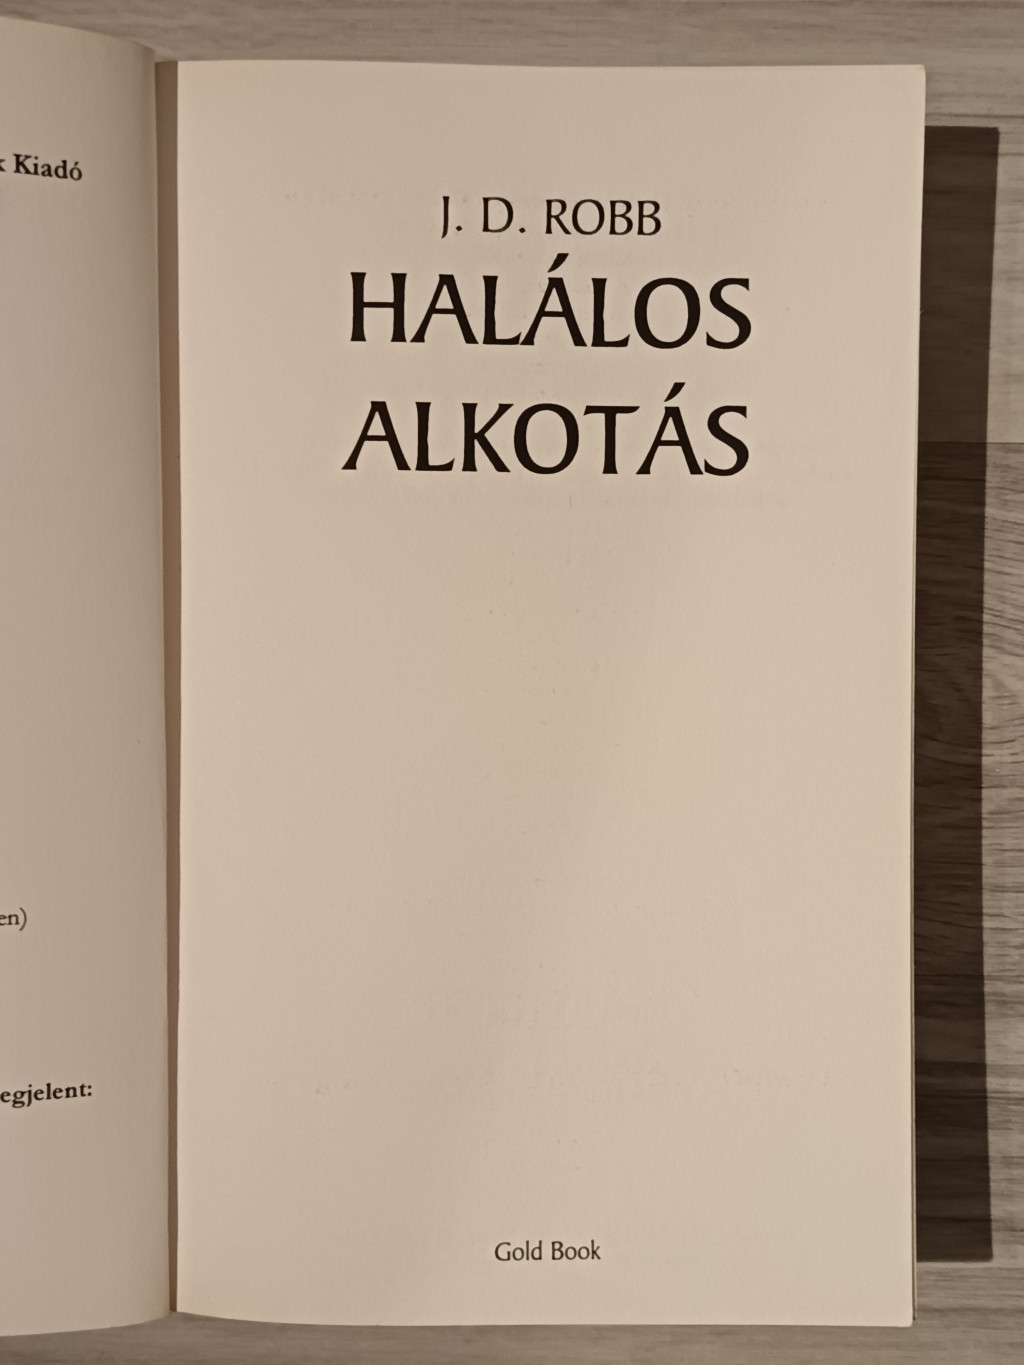 Kiadó
en)
egjelent:
J. D. ROBB
HALÁLOS
ALKOTÁS
Gold Book